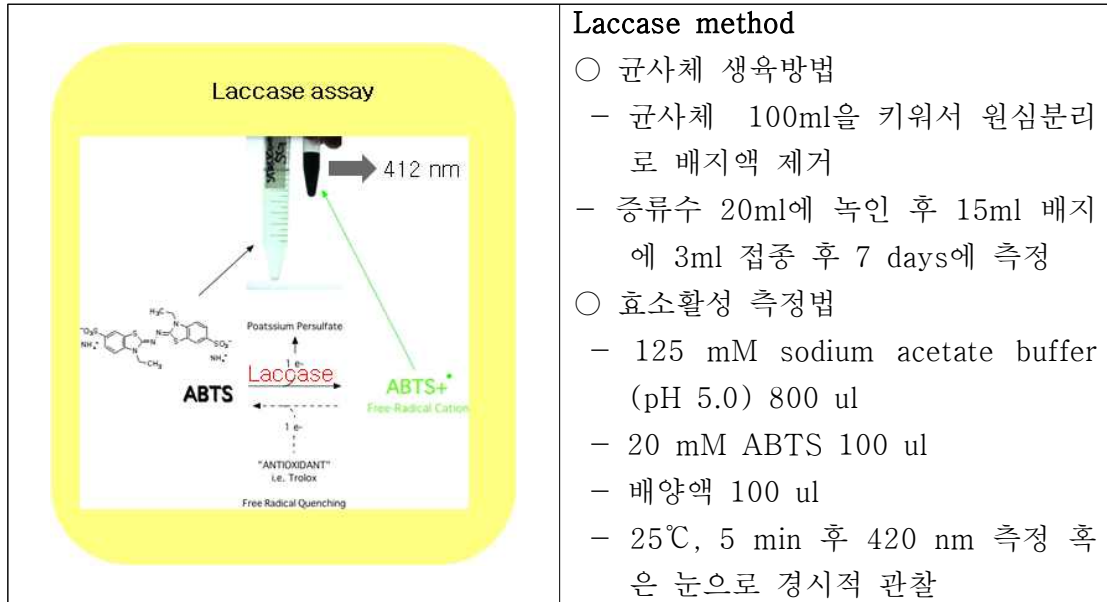 Laccase assay
412 nm
H₃C
⁻O₃S
S
N
N
N
S
N
SO₃⁻
NH₄⁺
CH₃
NH₄⁺
ABTS
Poatssium Persulfate
1 e-
Laccase
ABTS+•
Free-Radical Cation
1 e-
"ANTIOXIDANT"
i.e. Trolox
Free Radical Quenching
Laccase method
○ 균사체 생육방법
－ 균사체 100ml을 키워서 원심분리
로 배지액 제거
－ 증류수 20ml에 녹인 후 15ml 배지
에 3ml 접종 후 7 days에 측정
○ 효소활성 측정법
－ 125 mM sodium acetate buffer
(pH 5.0) 800 ul
－ 20 mM ABTS 100 ul
－ 배양액 100 ul
－ 25℃, 5 min 후 420 nm 측정 혹
은 눈으로 경시적 관찰